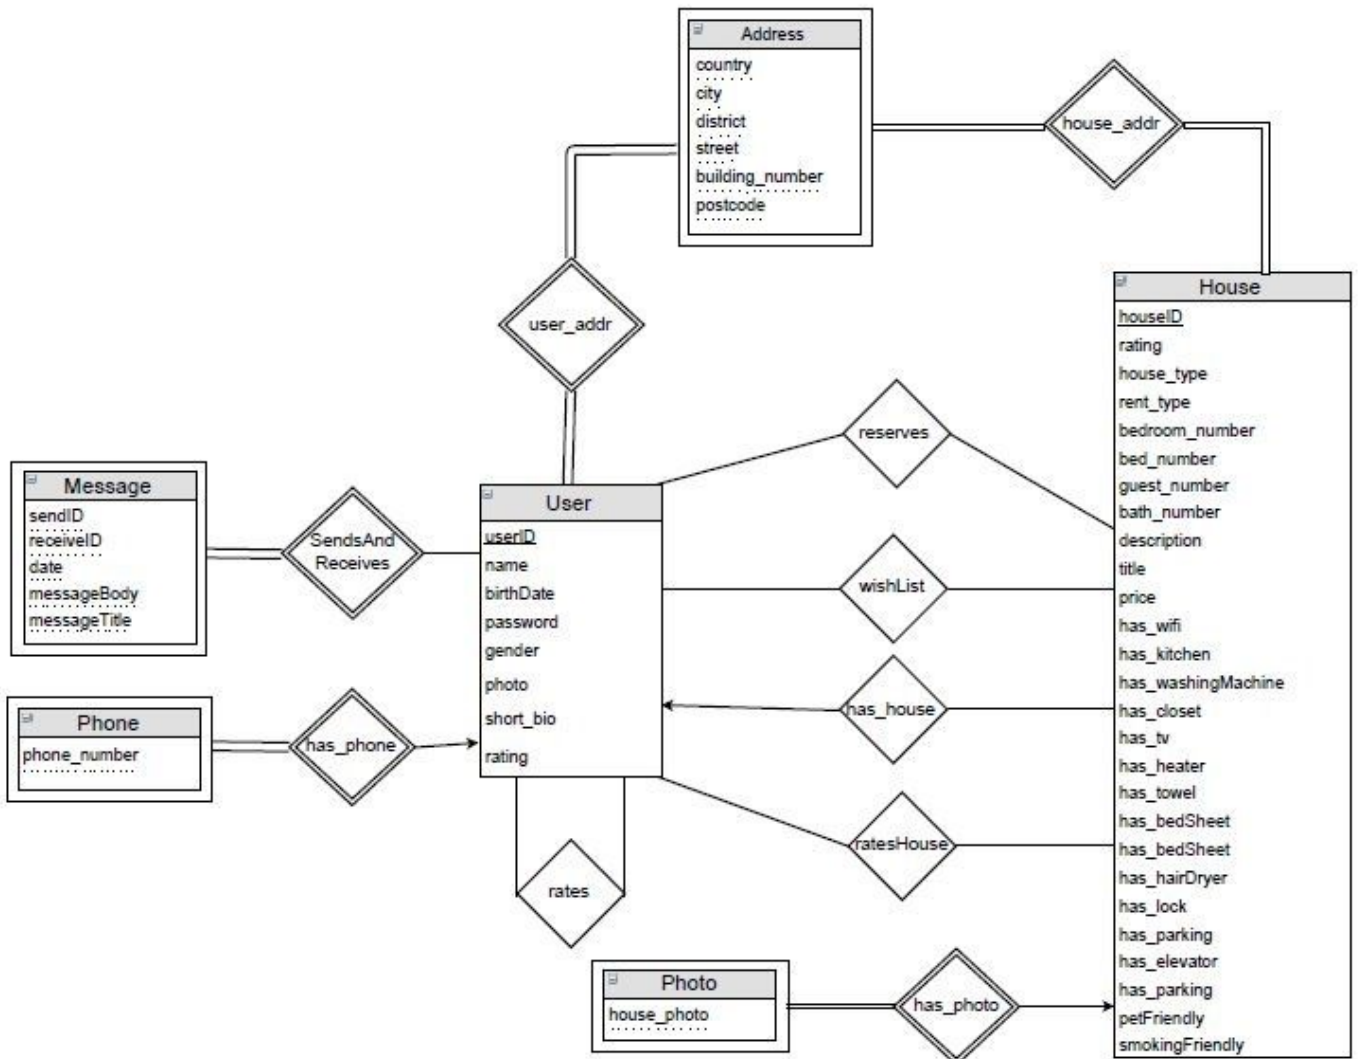 Address
country
city
district
street
building_number
postcode
house_addr
user_addr
House
houseID
rating
house_type
rent_type
bedroom_number
bed_number
guest_number
bath_number
description
title
price
has_wifi
has_kitchen
has_washingMachine
has_closet
has_tv
has_heater
has_towel
has_bedSheet
has_bedSheet
has_hairDryer
has_lock
has_parking
has_elevator
has_parking
petFriendly
smokingFriendly
reserves
wishList
has_house
ratesHouse
Message
sendID
receiveID
date
messageBody
messageTitle
SendsAnd
Receives
User
userID
name
birthDate
password
gender
photo
short_bio
rating
Phone
phone_number
has_phone
rates
Photo
house_photo
has_photo